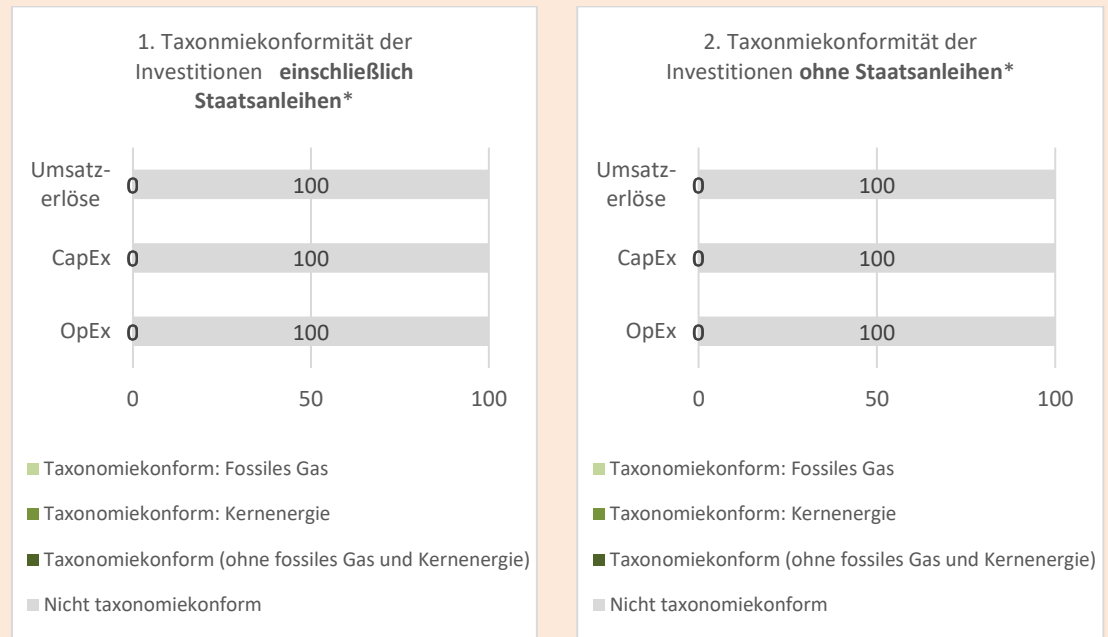 1. Taxonmiekonformität der
Investitionen einschließlich
Staatsanleihen*
Umsatz-
erlöse
0 100
CapEx 0 100
OpEx 0 100
0 50 100
Taxonomiekonform: Fossiles Gas
Taxonomiekonform: Kernenergie
Taxonomiekonform (ohne fossiles Gas und Kernenergie)
Nicht taxonomiekonform
2. Taxonmiekonformität der
Investitionen ohne Staatsanleihen*
Umsatz-
erlöse
0 100
CapEx 0 100
OpEx 0 100
0 50 100
Taxonomiekonform: Fossiles Gas
Taxonomiekonform: Kernenergie
Taxonomiekonform (ohne fossiles Gas und Kernenergie)
Nicht taxonomiekonform